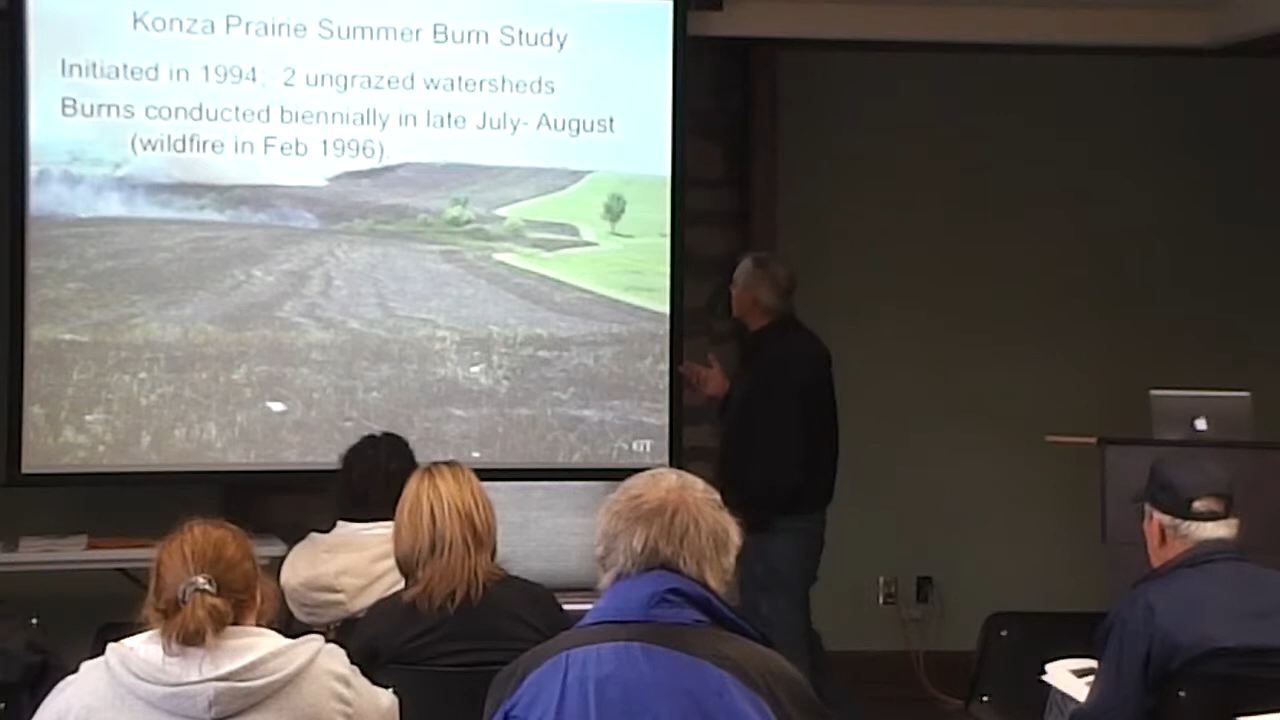 Konza Prairie Summer Burn Study
Initiated in 1994. 2 ungrazed watersheds
Burns conducted biennially in late July- August
(wildfire in Feb 1996).
GT